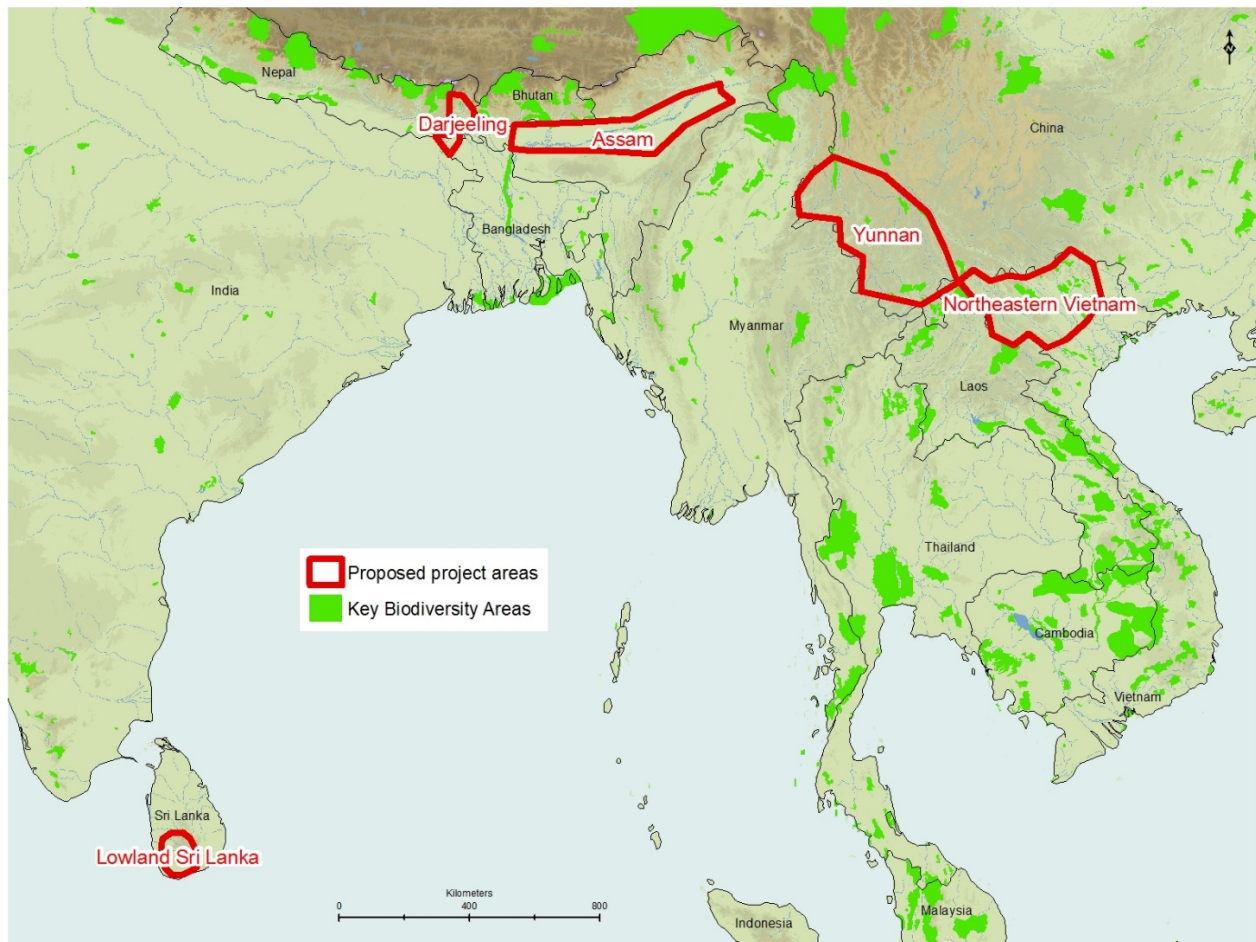 Nepal
Bhutan
Darjeeling
Assam
China
Yunnan
Bangladesh
India
Northeastern Vietnam
Myanmar
Laos
Thailand
Proposed project areas
Key Biodiversity Areas
Cambodia
Vietnam
Sri Lanka
Lowland Sri Lanka
Kilometers
0 400 800
Malaysia
Indonesia